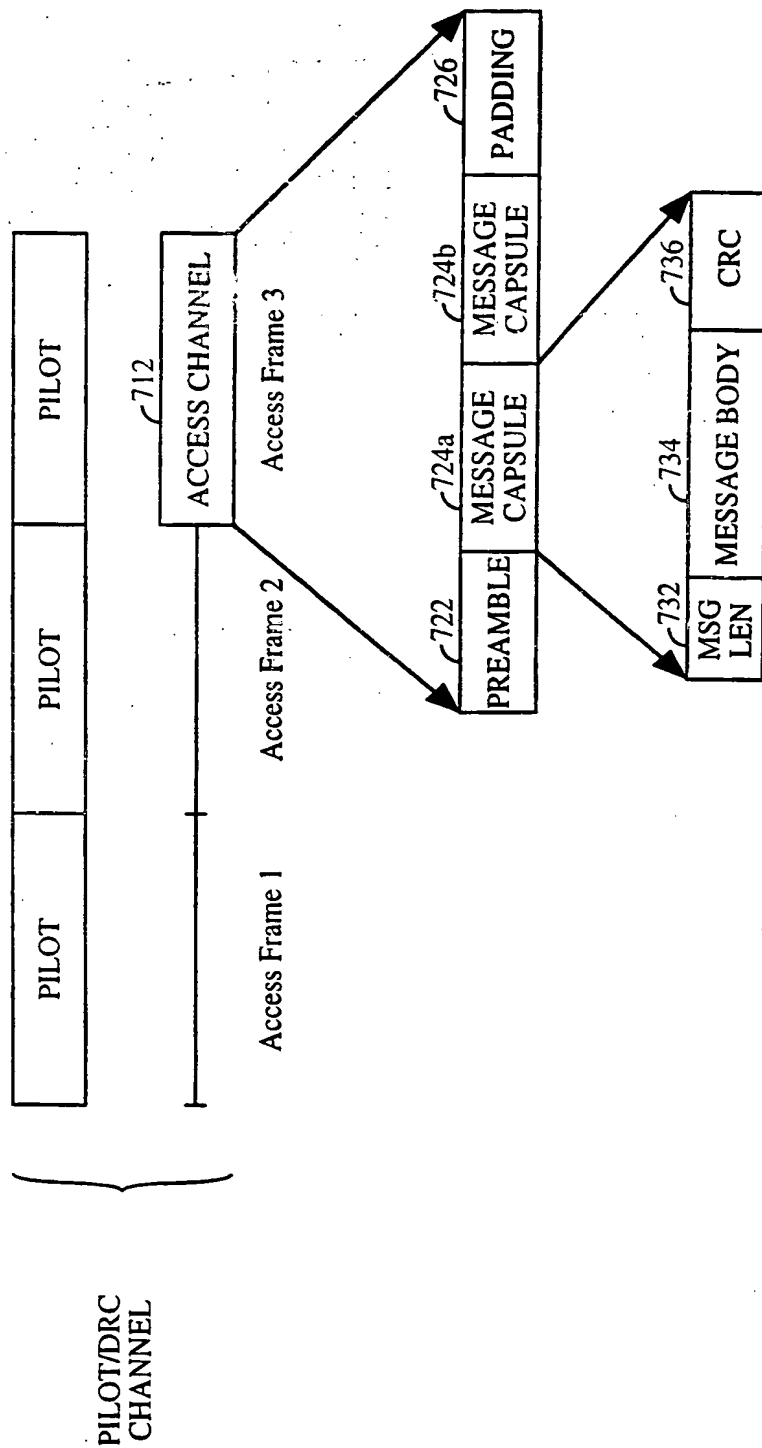 PILOT/DRC
CHANNEL
PILOT
PILOT
PILOT
712
ACCESS CHANNEL
Access Frame 1
Access Frame 2
Access Frame 3
722
724a
724b
726
PREAMBLE
MESSAGE
CAPSULE
MESSAGE
CAPSULE
PADDING
732
734
736
MSG
LEN
MESSAGE BODY
CRC